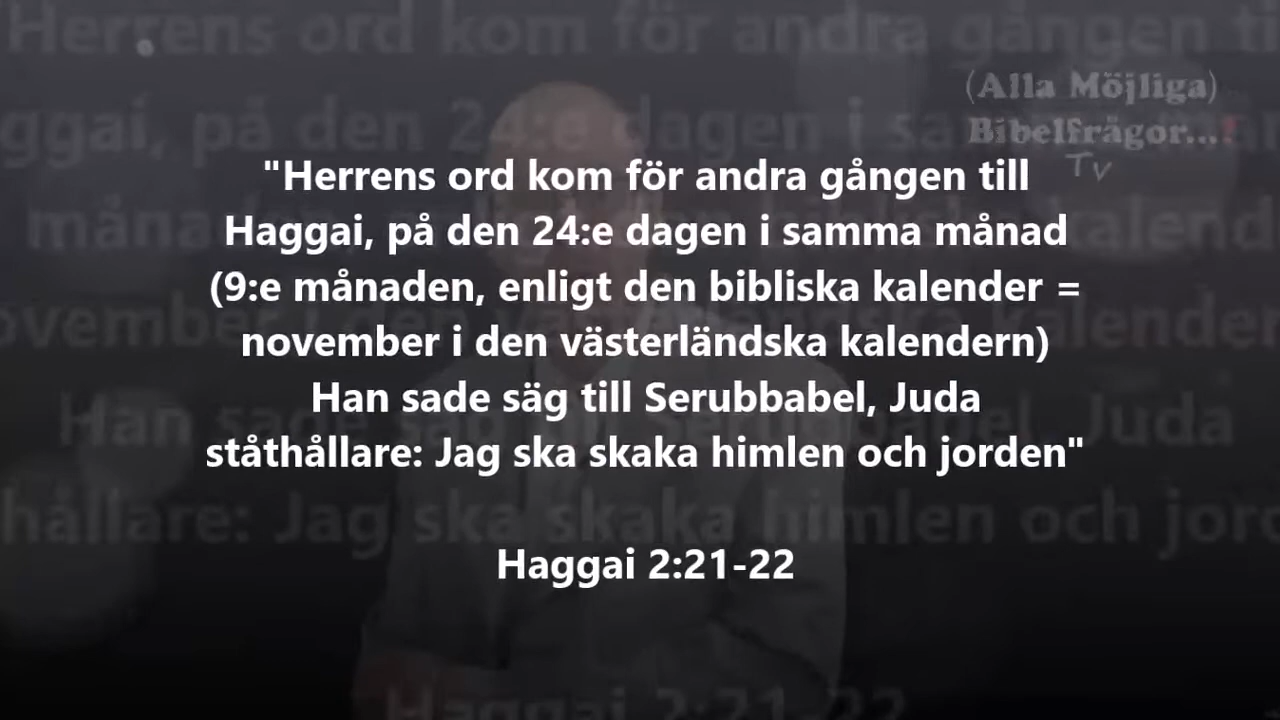 (Alla Möjliga)
Bibelfrågor...?
Tv
"Herrens ord kom för andra gången till
Haggai, på den 24:e dagen i samma månad
(9:e månaden, enligt den bibliska kalender =
november i den västerländska kalendern)
Han sade säg till Serubbabel, Juda
ståthållare: Jag ska skaka himlen och jorden"
Haggai 2:21-22